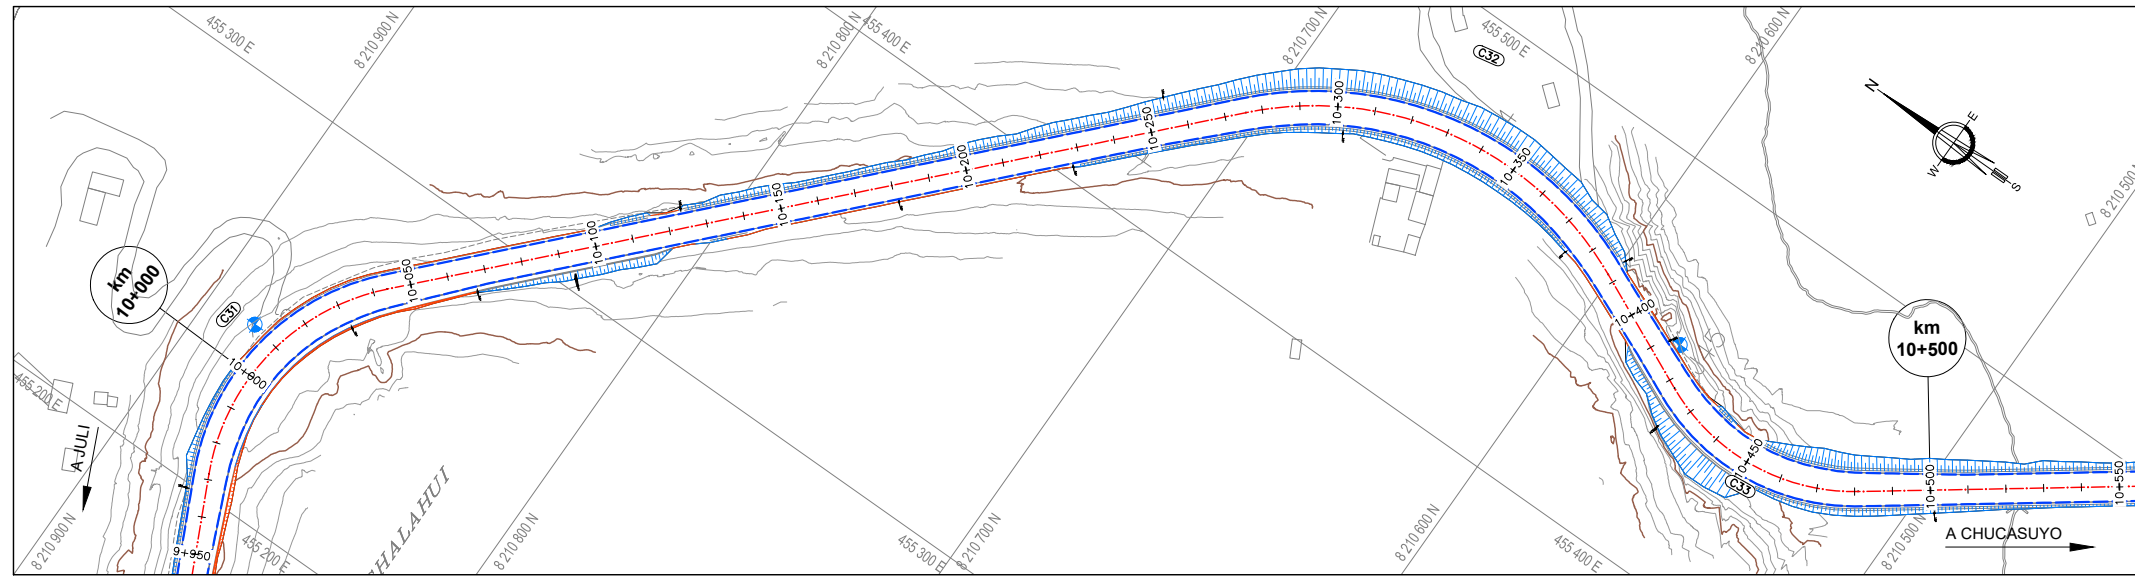 455 300 E
8 210 900 N
8 210 800 N
455 400 E
8 210 700 N
455 500 E
8 210 600 N
C32
N
E
W
S
8 210 500 N
km
10+000
C31
10+000
10+050
10+100
10+150
10+200
10+250
10+300
10+350
10+400
10+450
C33
km
10+500
10+500
10+550
455 200 E
A JULI
8 210 900 N
9+950
455 200 E
CHALAHUI
8 210 800 N
455 300 E
8 210 700 N
8 210 600 N
455 400 E
8 210 500 N
A CHUCASUYO